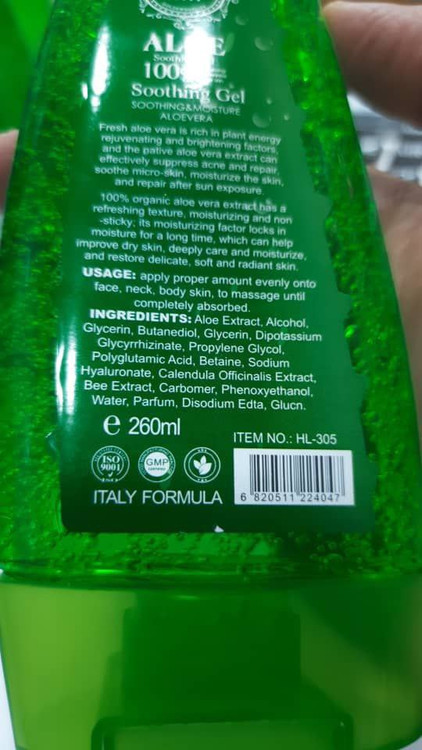 ALOE
100%
Soothing Gel
SOOTHING&MOISTURE
ALOEVERA
Fresh aloe vera is rich in plant energy
rejuvenating and brightening factors,
and the pative aloe vera extract can
effectively suppress acne and repair,
soothe micro-skin, moisturize the skin,
and repair after sun exposure.
100% organic aloe vera extract has a
refreshing texture, moisturizing and non
-sticky; its moisturizing factor locks in
moisture for a long time, which can help
improve dry skin, deeply care and moisturize,
and restore delicate, soft and radiant skin.
USAGE: apply proper amount evenly onto
face, neck, body skin, to massage until
completely absorbed.
INGREDIENTS: Aloe Extract, Alcohol,
Glycerin, Butanediol, Glycerin, Dipotassium
Glycyrrhizinate, Propylene Glycol,
Polyglutamic Acid, Betaine, Sodium
Hyaluronate, Calendula Officinalis Extract,
Bee Extract, Carbomer, Phenoxyethanol,
Water, Parfum, Disodium Edta, Glucn.
e 260ml
ITEM NO.: HL-305
ISO
9001
GMP
ITALY FORMULA
6 820511 224047